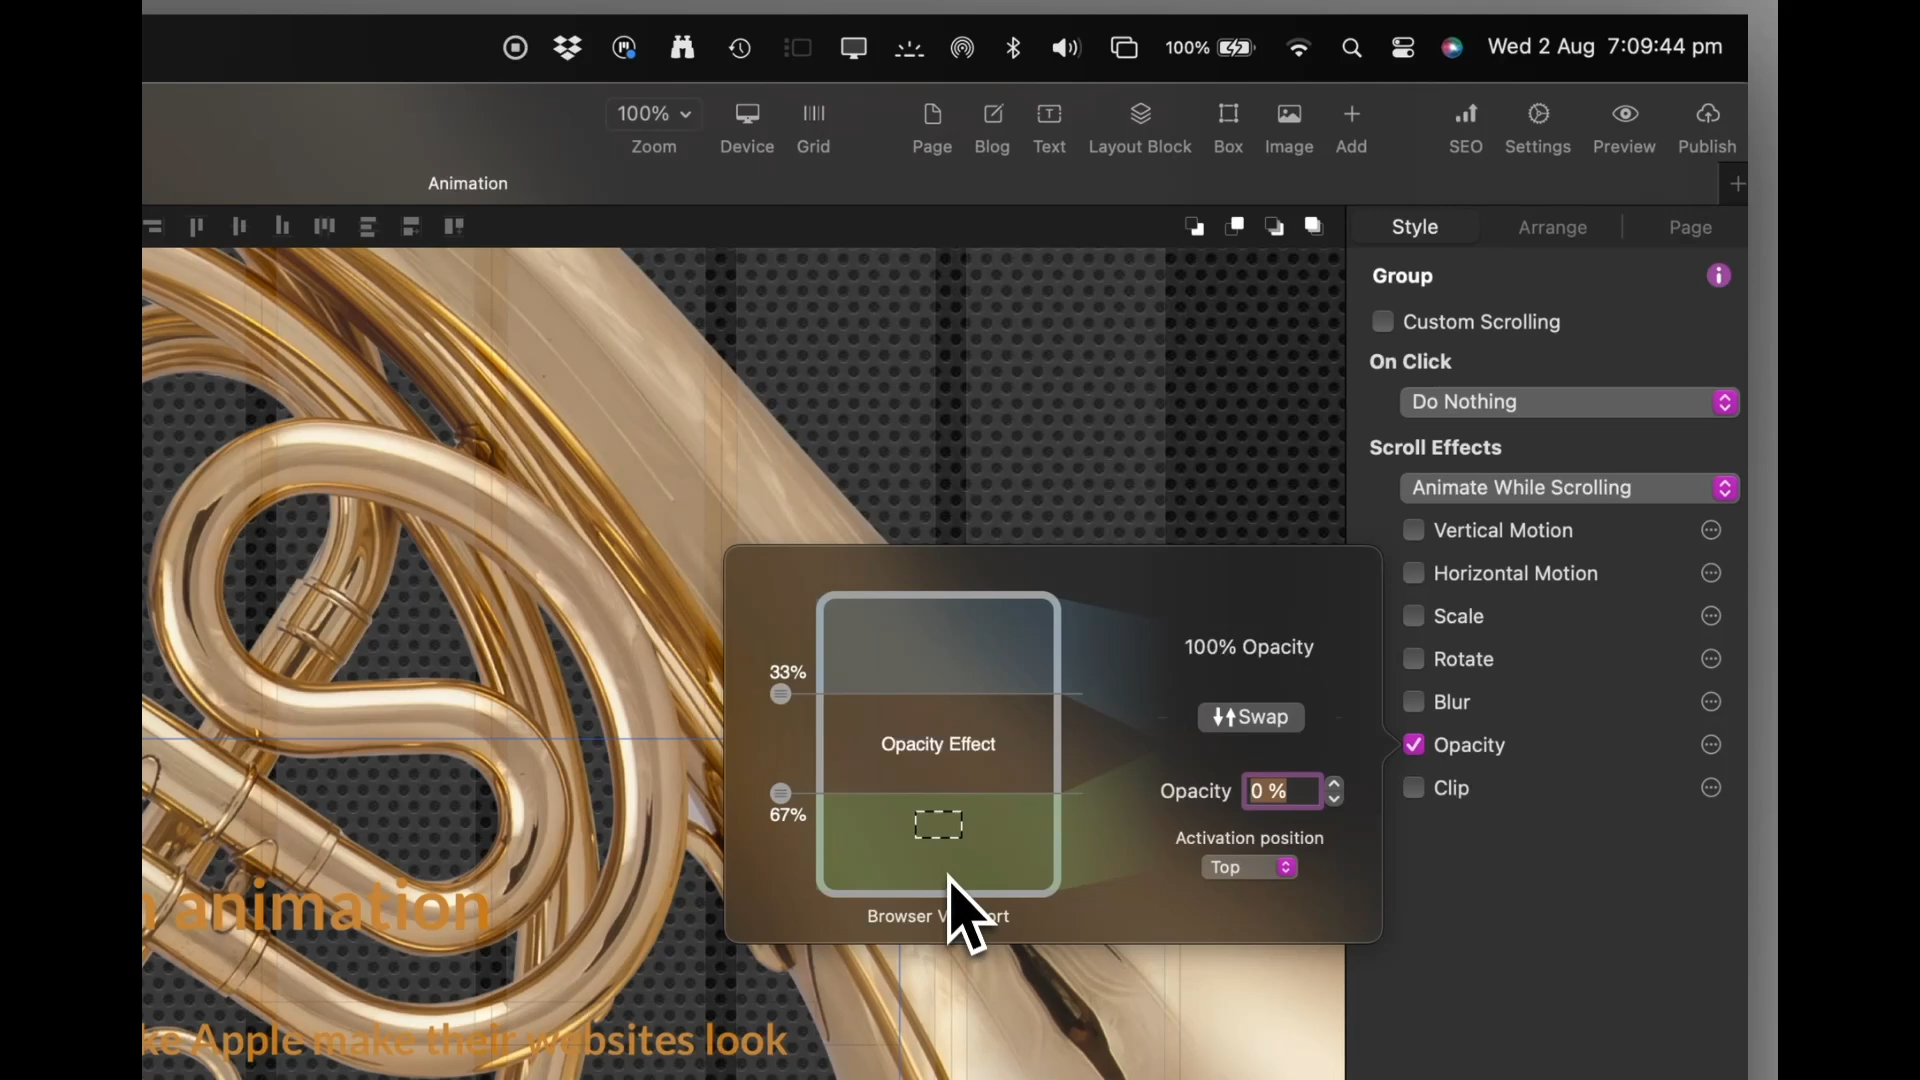 100%
Wed 2 Aug 7:09:44 pm
100%
Zoom
Device
Grid
Page
Blog
Text
Layout Block
Box
Image
Add
SEO
Settings
Preview
Publish
Animation
Style
Arrange
Page
Group
Custom Scrolling
On Click
Do Nothing
Scroll Effects
Animate While Scrolling
Vertical Motion
Horizontal Motion
Scale
Rotate
Blur
Opacity
Clip
33%
100% Opacity
Swap
Opacity Effect
Opacity 0 %
67%
Activation position
Top
Browser
animation
Apple make their websites look